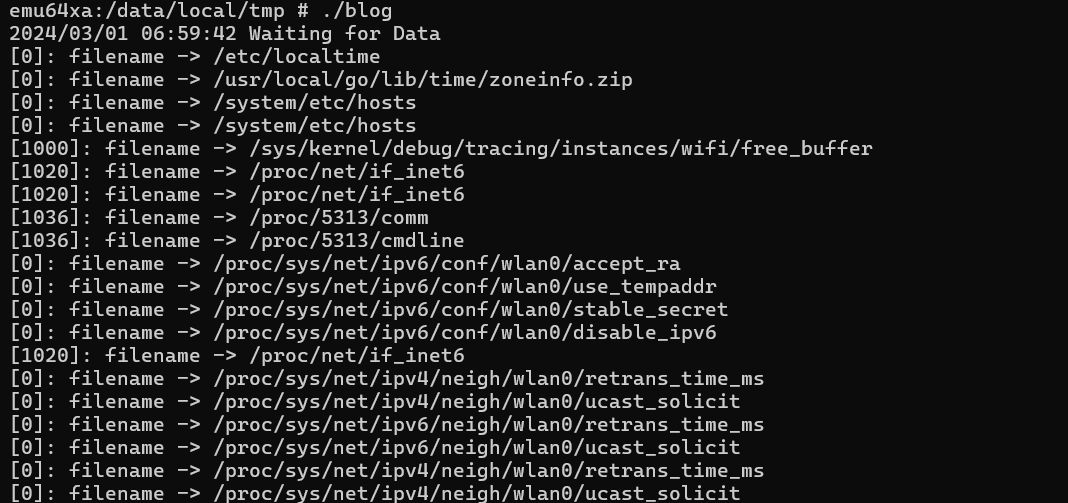 emu64xa:/data/local/tmp # ./blog
2024/03/01 06:59:42 Waiting for Data
[0]: filename -> /etc/localtime
[0]: filename -> /usr/local/go/lib/time/zoneinfo.zip
[0]: filename -> /system/etc/hosts
[0]: filename -> /system/etc/hosts
[1000]: filename -> /sys/kernel/debug/tracing/instances/wifi/free_buffer
[1020]: filename -> /proc/net/if_inet6
[1020]: filename -> /proc/net/if_inet6
[1036]: filename -> /proc/5313/comm
[1036]: filename -> /proc/5313/cmdline
[0]: filename -> /proc/sys/net/ipv6/conf/wlan0/accept_ra
[0]: filename -> /proc/sys/net/ipv6/conf/wlan0/use_tempaddr
[0]: filename -> /proc/sys/net/ipv6/conf/wlan0/stable_secret
[0]: filename -> /proc/sys/net/ipv6/conf/wlan0/disable_ipv6
[1020]: filename -> /proc/net/if_inet6
[0]: filename -> /proc/sys/net/ipv4/neigh/wlan0/retrans_time_ms
[0]: filename -> /proc/sys/net/ipv4/neigh/wlan0/ucast_solicit
[0]: filename -> /proc/sys/net/ipv6/neigh/wlan0/retrans_time_ms
[0]: filename -> /proc/sys/net/ipv6/neigh/wlan0/ucast_solicit
[0]: filename -> /proc/sys/net/ipv4/neigh/wlan0/retrans_time_ms
[0]: filename -> /proc/sys/net/ipv4/neigh/wlan0/ucast_solicit